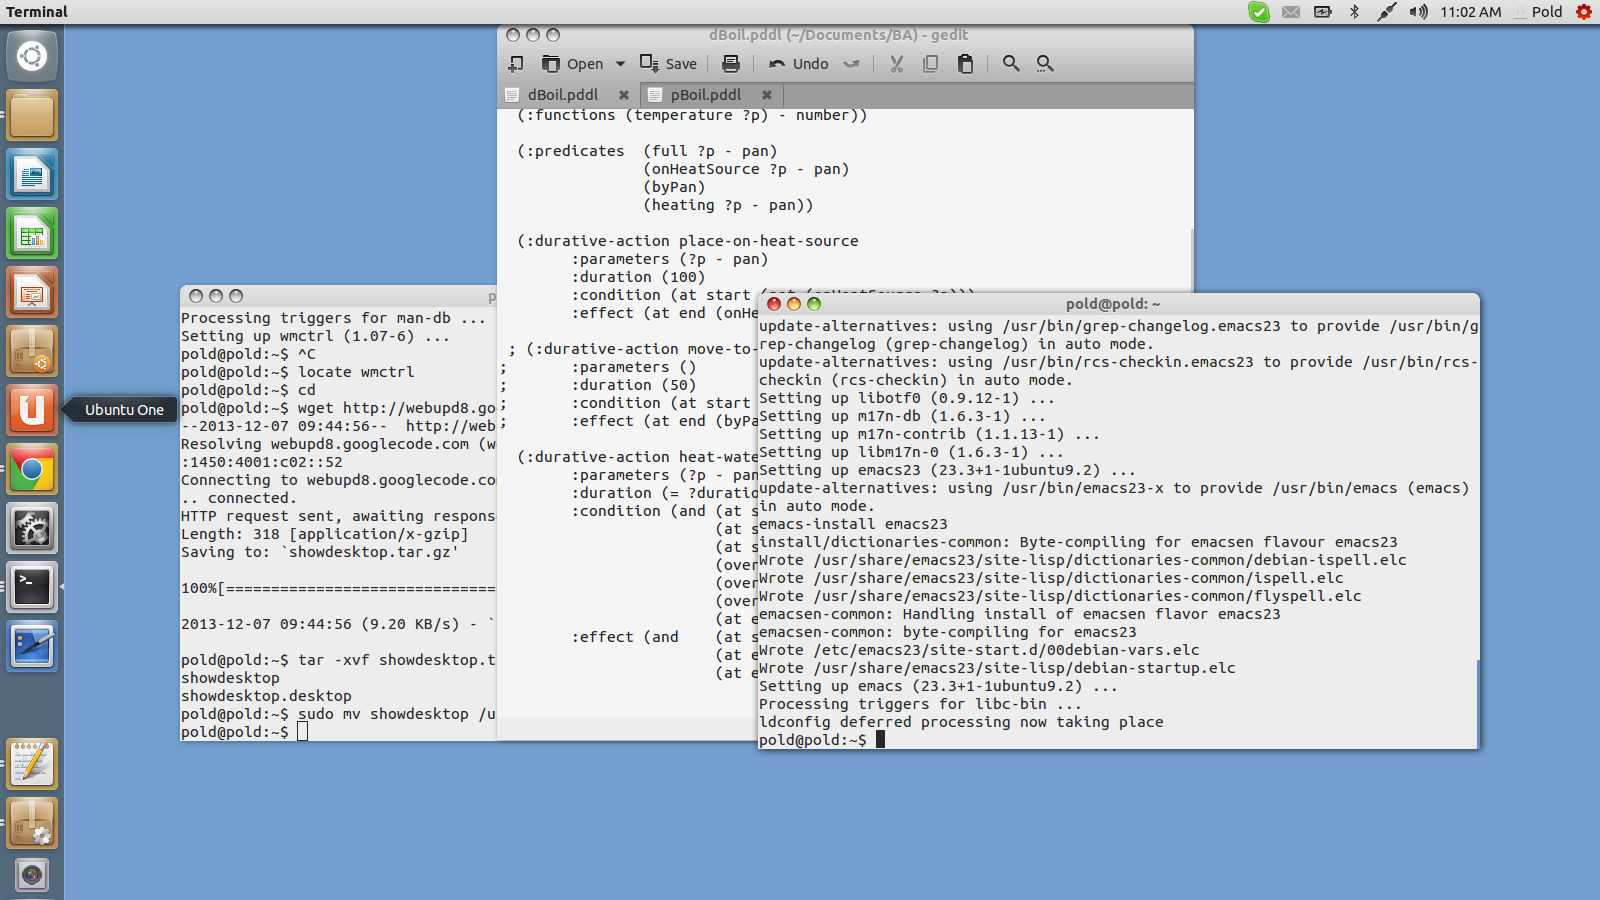 Terminal
11:02 AM
Pold
Ubuntu One
dBoil.pddl (~/Documents/BA) - gedit
Open
Save
Undo
dBoil.pddl
pBoil.pddl
(:functions (temperature ?p) - number))
(:predicates (full ?p - pan)
(onHeatSource ?p - pan)
(byPan)
(heating ?p - pan))
(:durative-action place-on-heat-source
:parameters (?p - pan)
:duration (100)
:condition (at start
:effect (at end (onHe
; (:durative-action move-to-
; :parameters ()
; :duration (50)
; :condition (at start
; :effect (at end (byPa
(:durative-action heat-wate
:parameters (?p - pan
:duration (= ?duratio
:condition (and (at s
(at s
(at s
(over
(over
(over
(at e
:effect (and (at s
(at e
(at e
p
Processing triggers for man-db ...
Setting up wmctrl (1.07-6) ...
pold@pold:~$ ^C
pold@pold:~$ locate wmctrl
pold@pold:~$ cd
pold@pold:~$ wget http://webupd8.go
--2013-12-07 09:44:56-- http://web
Resolving webupd8.googlecode.com (w
:1450:4001:c02::52
Connecting to webupd8.googlecode.co
.. connected.
HTTP request sent, awaiting respons
Length: 318 [application/x-gzip]
Saving to: `showdesktop.tar.gz'
100%[==============================
2013-12-07 09:44:56 (9.20 KB/s) - `
pold@pold:~$ tar -xvf showdesktop.t
showdesktop
showdesktop.desktop
pold@pold:~$ sudo mv showdesktop /u
pold@pold:~$
pold@pold: ~
update-alternatives: using /usr/bin/grep-changelog.emacs23 to provide /usr/bin/g
rep-changelog (grep-changelog) in auto mode.
update-alternatives: using /usr/bin/rcs-checkin.emacs23 to provide /usr/bin/rcs-
checkin (rcs-checkin) in auto mode.
Setting up libotf0 (0.9.12-1) ...
Setting up m17n-db (1.6.3-1) ...
Setting up m17n-contrib (1.1.13-1) ...
Setting up libm17n-0 (1.6.3-1) ...
Setting up emacs23 (23.3+1-1ubuntu9.2) ...
update-alternatives: using /usr/bin/emacs23-x to provide /usr/bin/emacs (emacs)
in auto mode.
emacs-install emacs23
install/dictionaries-common: Byte-compiling for emacsen flavour emacs23
Wrote /usr/share/emacs23/site-lisp/dictionaries-common/debian-ispell.elc
Wrote /usr/share/emacs23/site-lisp/dictionaries-common/ispell.elc
Wrote /usr/share/emacs23/site-lisp/dictionaries-common/flyspell.elc
emacsen-common: Handling install of emacsen flavor emacs23
emacsen-common: byte-compiling for emacs23
Wrote /etc/emacs23/site-start.d/00debian-vars.elc
Wrote /usr/share/emacs23/site-lisp/debian-startup.elc
Setting up emacs (23.3+1-1ubuntu9.2) ...
Processing triggers for libc-bin ...
ldconfig deferred processing now taking place
pold@pold:~$